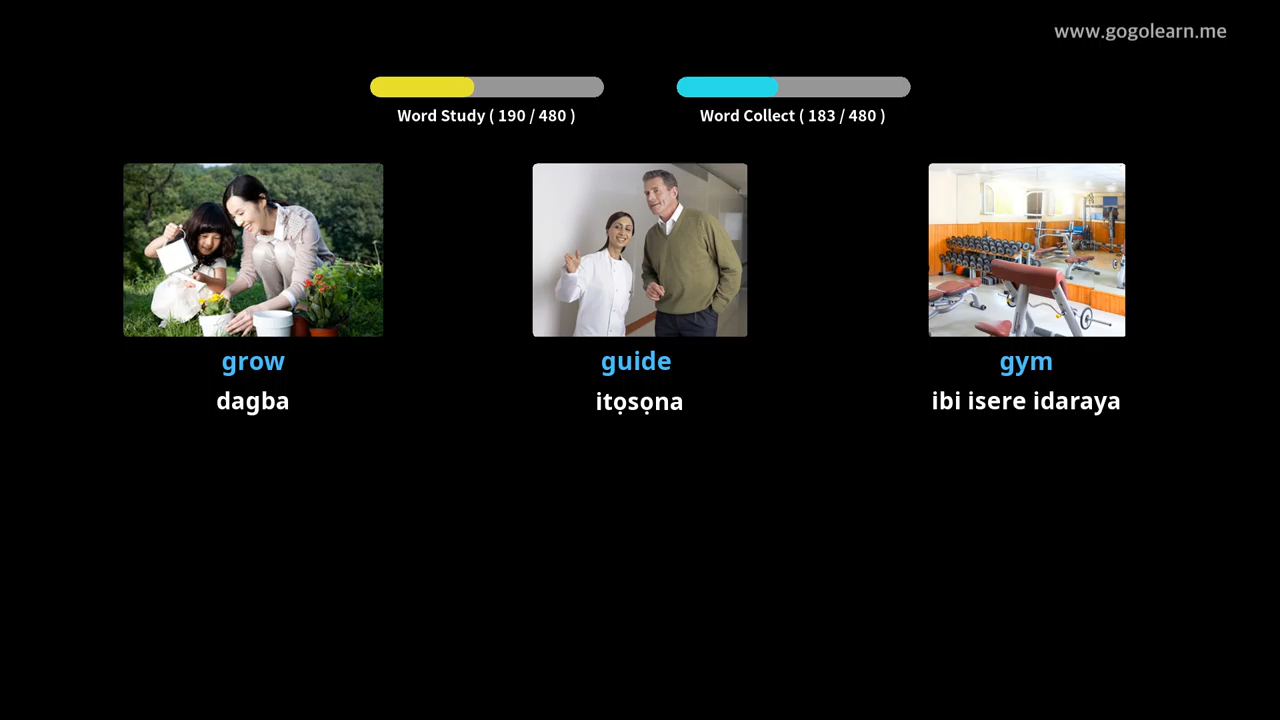 www.gogolearn.me
Word Study ( 190 / 480 )
Word Collect ( 183 / 480 )
grow
guide
gym
dagba
itọsọna
ibi isere idaraya